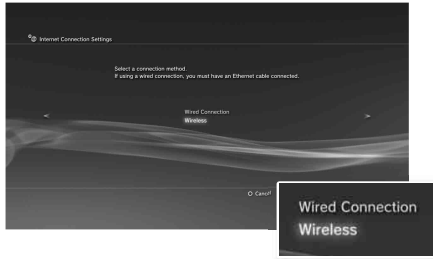 Internet Connection Settings
Select a connection method.
If using a wired connection, you must have an Ethernet cable connected.
Wired Connection
Wireless
Cancel
Wired Connection
Wireless